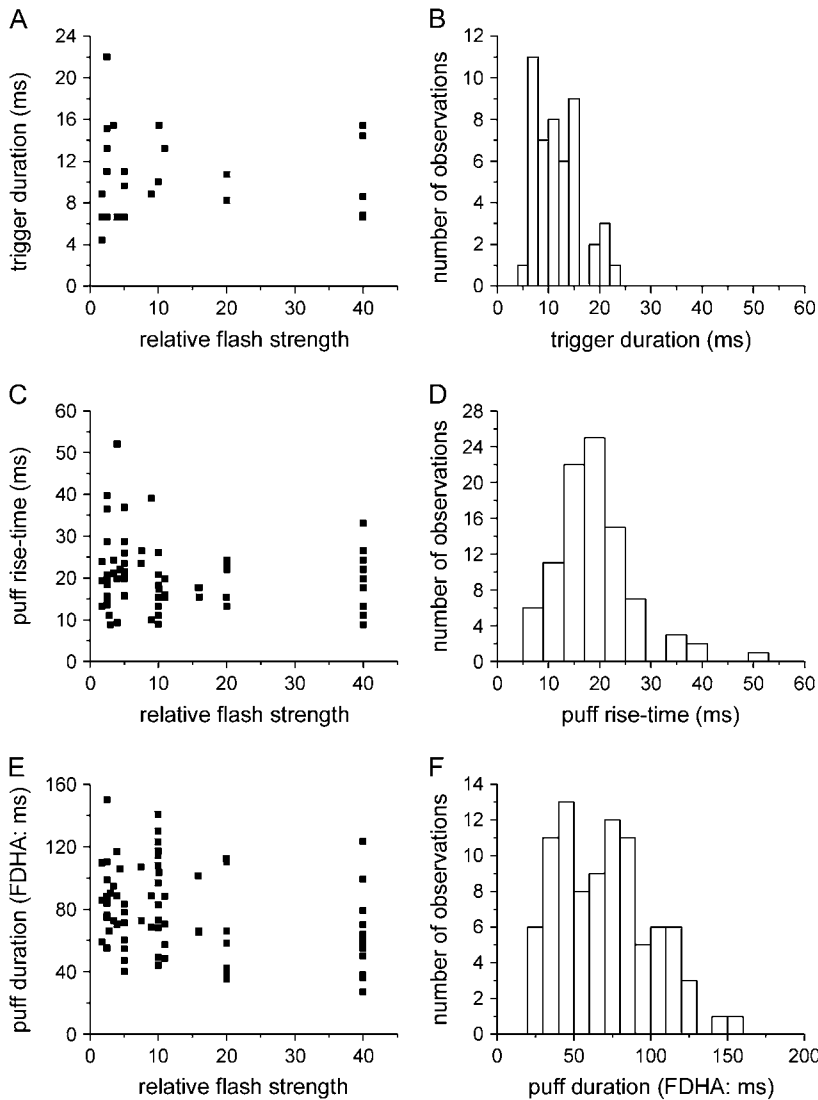 A
trigger duration (ms)
24
20
16
12
8
4
0
0 10 20 30 40
relative flash strength
B
number of observations
12
10
8
6
4
2
0
0 10 20 30 40 50 60
trigger duration (ms)
C
puff rise-time (ms)
60
50
40
30
20
10
0
0 10 20 30 40
relative flash strength
D
number of observations
28
24
20
16
12
8
4
0
0 10 20 30 40 50 60
puff rise-time (ms)
E
puff duration (FDHA: ms)
160
120
80
40
0
0 10 20 30 40
relative flash strength
F
number of observations
14
12
10
8
6
4
2
0
0 50 100 150 200
puff duration (FDHA: ms)